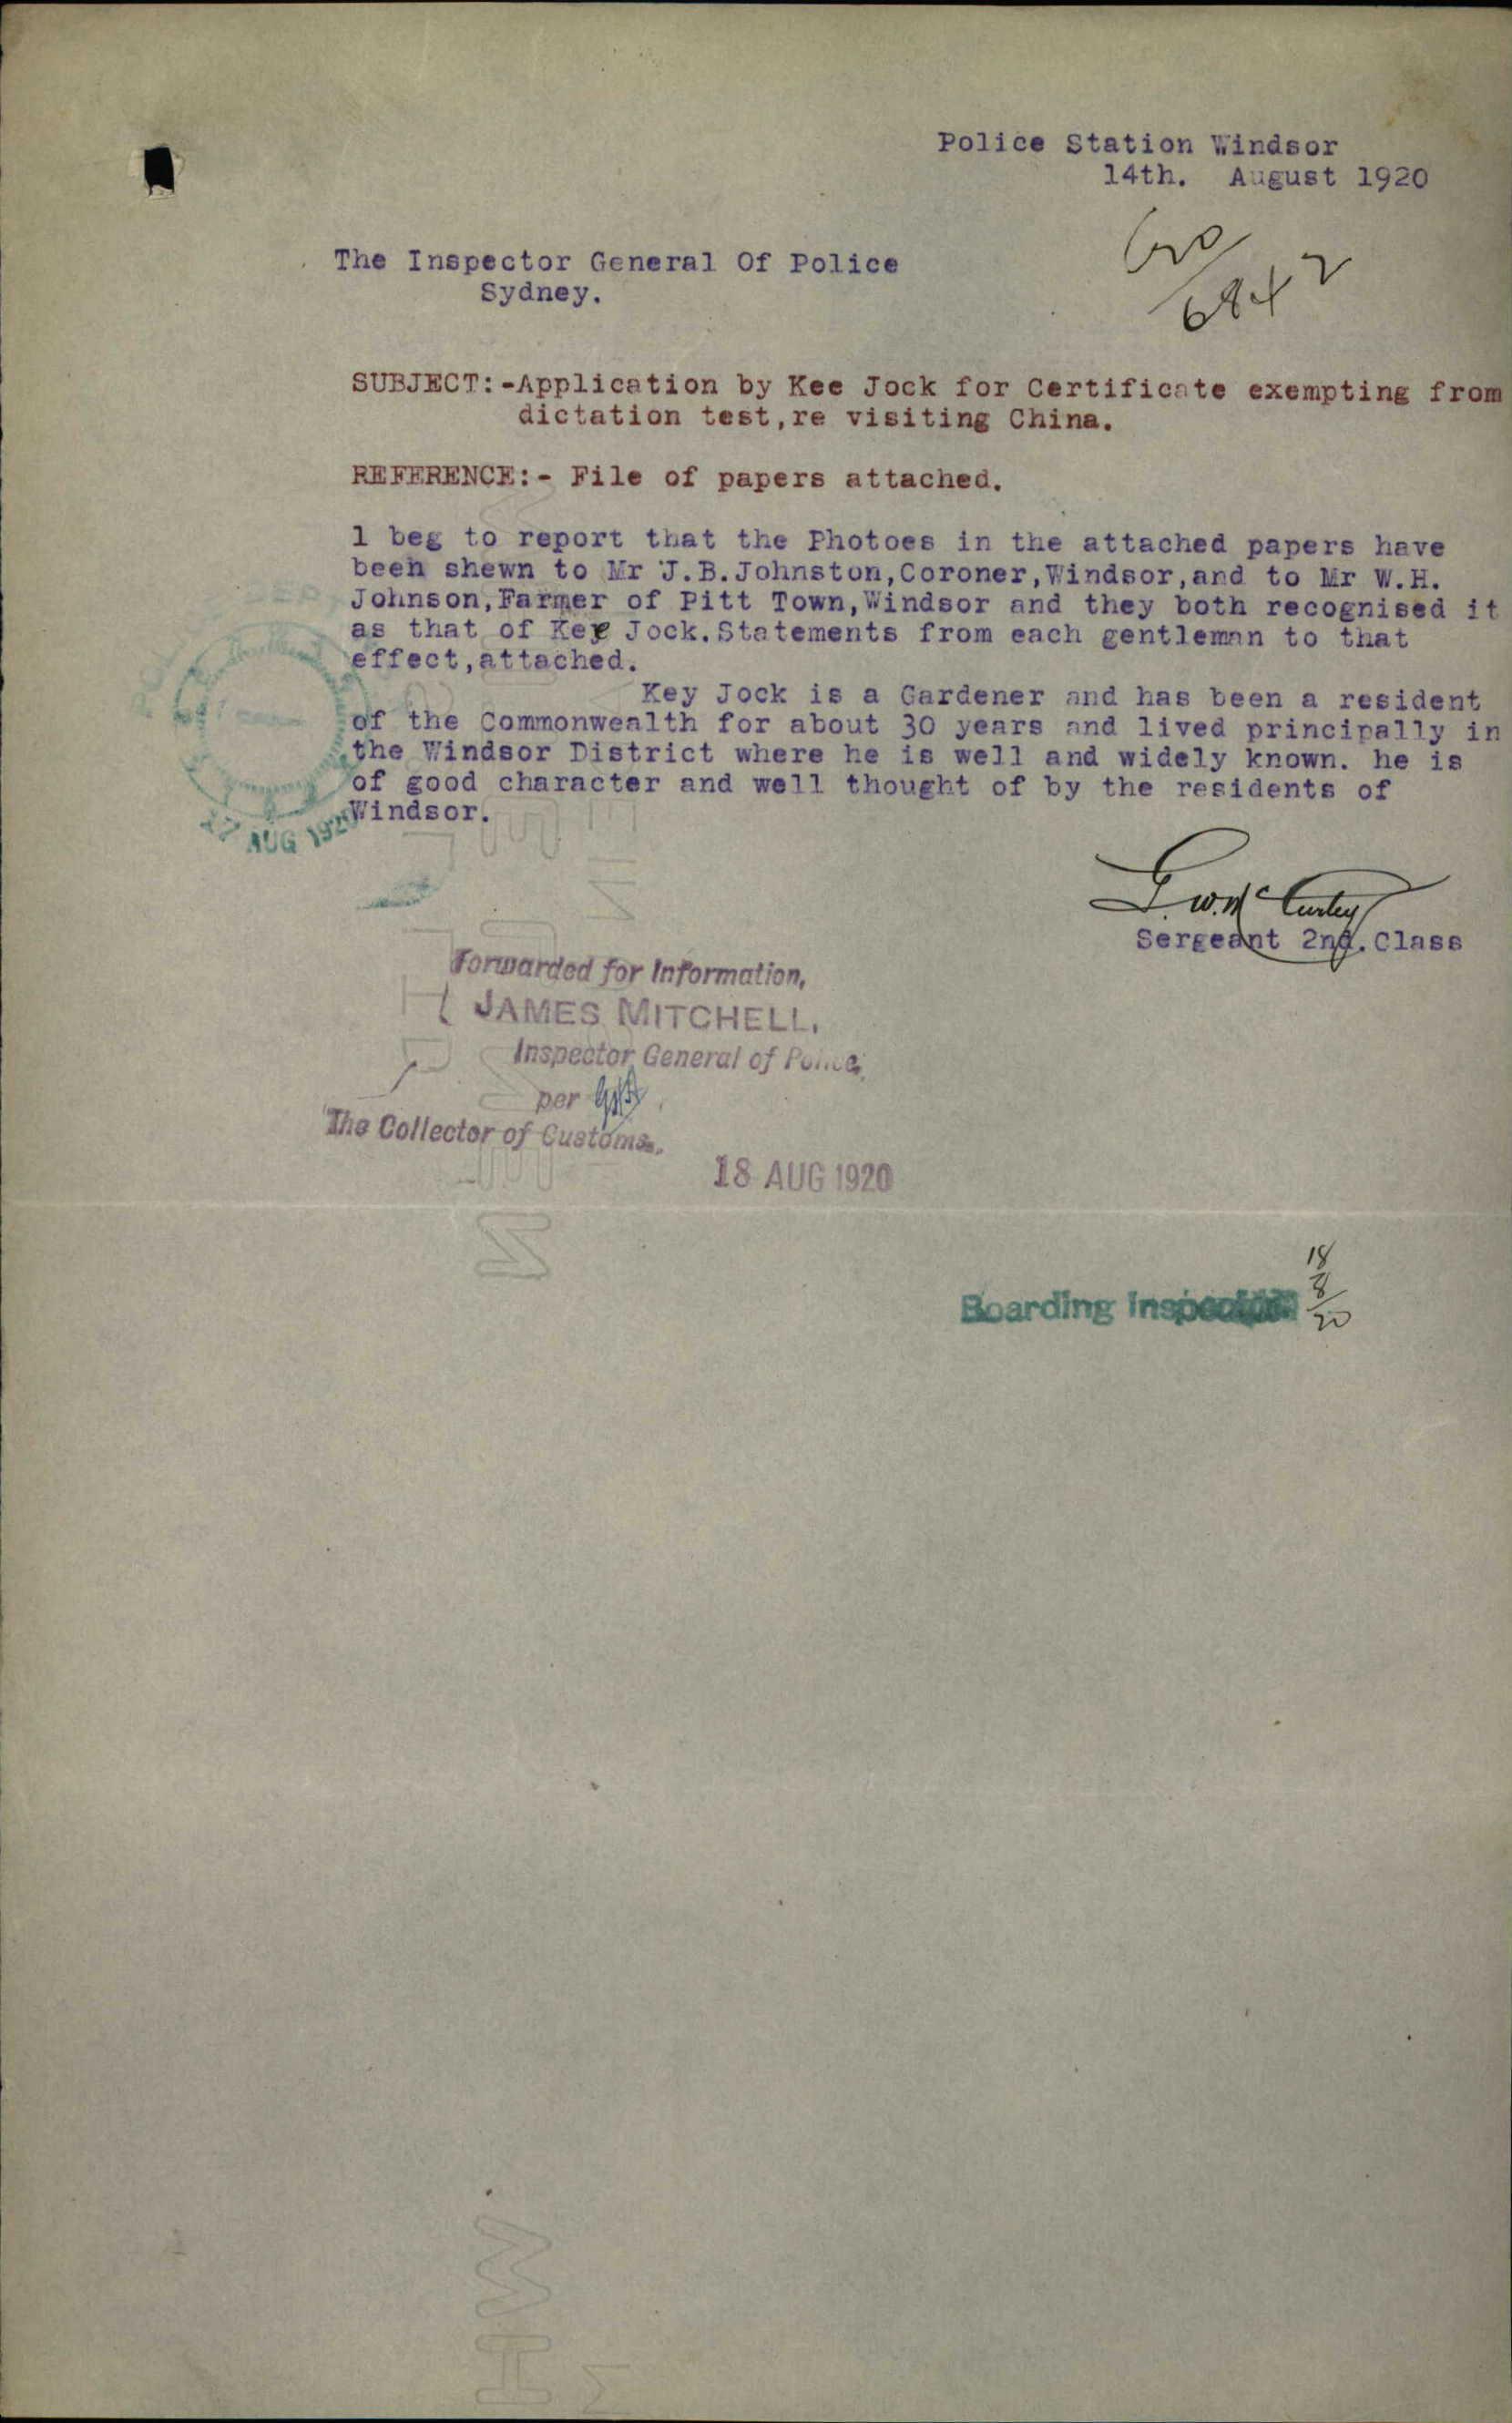 Police Station Windsor
14th. August 1920
6842
The Inspector General Of Police
Sydney.
SUBJECT:-Application by Kee Jock for Certificate exempting from
dictation test,re visiting China.
REFERENCE:- File of papers attached.
1 beg to report that the Photoes in the attached papers have
been shewn to Mr J.B.Johnston,Coroner,Windsor,and to Mr W.H.
Johnson,Farmer of Pitt Town,Windsor and they both recognised it
as that of Kee Jock.Statements from each gentleman to that
effect,attached.
Key Jock is a Gardener and has been a resident
of the Commonwealth for about 30 years and lived principally in
the Windsor District where he is well and widely known. he is
of good character and well thought of by the residents of
Windsor.
AUG 1920
Sergeant 2nd.Class
Forwarded for Information,
JAMES MITCHELL,
Inspector General of Police,
per
The Collector of Customs.
18 AUG 1920
Boarding Inspector
18
8
20